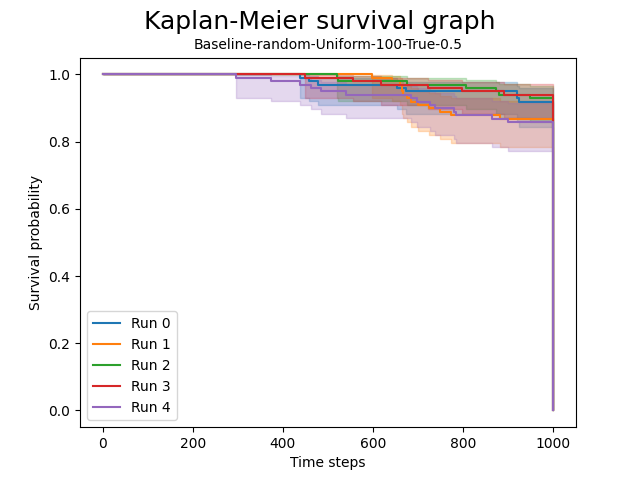 Kaplan-Meier survival graph
Baseline-random-Uniform-100-True-0.5
Survival probability
1.0
0.8
0.6
0.4
0.2
0.0
Run 0
Run 1
Run 2
Run 3
Run 4
0 200 400 600 800 1000
Time steps